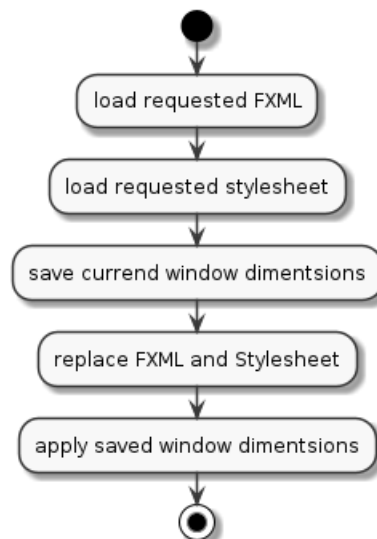 load requested FXML
load requested stylesheet
save currend window dimentsions
replace FXML and Stylesheet
apply saved window dimentsions